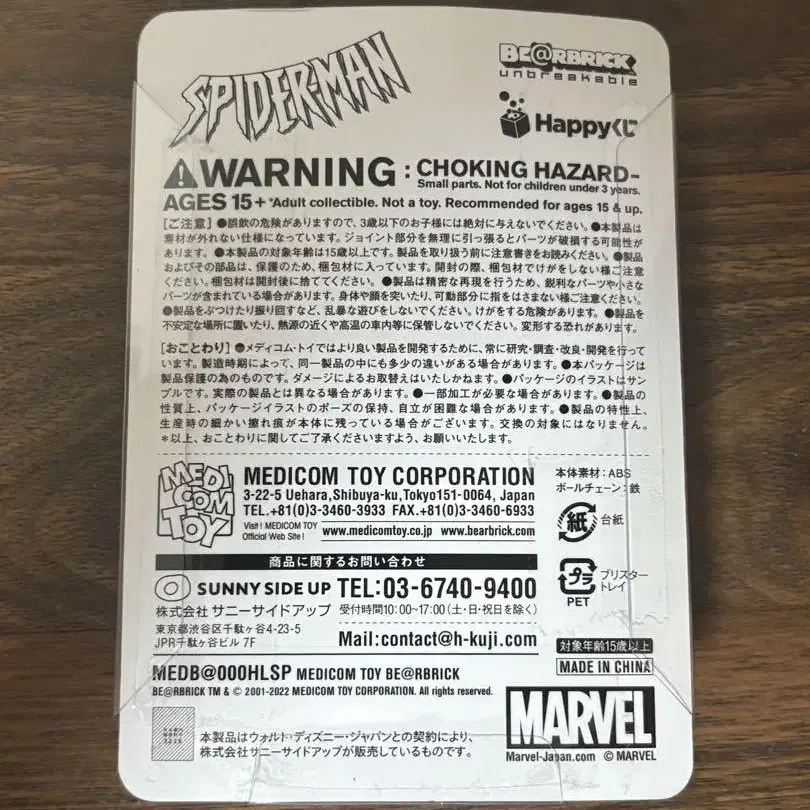 SPIDER-MAN
BE@RBRICK
unbreakable
Happyくじ
WARNING : CHOKING HAZARD-
Small parts. Not for children under 3 years.
AGES 15+ *Adult collectible. Not a toy. Recommended for ages 15 & up.
[ご注意] ●誤飲の危険がありますので、3歳以下のお子様には絶対に与えないでください。●本製品は
素材が外れない仕様になっています。ジョイント部分を無理に引っ張るとパーツが破損する可能性が
あります。●本製品の対象年齢は15歳以上です。製品を取り扱う前に注意書きをお読みください。●製品
およびその部品は、保護のため、梱包材に入っています。開封の際、梱包材でけがをしない様ご注意
ください。梱包材は開封後に捨ててください。●製品は精密な再現を行うため、鋭利なパーツや小さな
パーツが含まれている場合があります。身体や顔を突いたり、可動部分に指をはさまない様ご注意ください。
●製品をぶつけたり振り回すなど、乱暴な遊びをしないでください。けがをする危険があります。●製品を
不安定な場所に置いたり、熱源の近くや高温の車内等に保管しないでください。変形する恐れがあります。
[おことわり] ●メディコム・トイではより良い製品を開発するために、常に研究・調査・改良・開発を行って
います。製造時期によって、同一製品の中にも多少の違いがある場合があります。●本パッケージは
製品保護の為のものです。ダメージによるお取替えはいたしかねます。●パッケージのイラストはサン
プルです。実際の製品とは異なる場合があります。●一部加工が必要な場合があります。●製品の
性質上、パッケージイラストのポーズの保持、自立が困難な場合があります。●製品の特性上、
生産時の細かい擦れ痕が本体に残っている場合がございます。交換の対象にはなりません。
*以上、おことわりに関してご了承くださいますよう、お願いいたします。
MEDICOM TOY
MEDICOM TOY CORPORATION
3-22-5 Uehara,Shibuya-ku,Tokyo151-0064, Japan
TEL.+81(0)3-3460-3933 FAX.+81(0)3-3460-6933
Visit! MEDICOM TOY
Official Web Site!
www.medicomtoy.co.jp www.bearbrick.com
本体素材:ABS
ボールチェーン:鉄
紙 台紙
プラ ブリスター
トレイ
PET
商品に関するお問い合わせ
SUNNY SIDE UP TEL:03-6740-9400
株式会社 サニーサイドアップ 受付時間10:00~17:00(土・日・祝日を除く)
東京都渋谷区千駄ヶ谷4-23-5
JPR千駄ヶ谷ビル 7F
Mail:contact@h-kuji.com
対象年齢15歳以上
MADE IN CHINA
MEDB@000HLSP MEDICOM TOY BE@RBRICK
BE@RBRICK TM & © 2001-2022 MEDICOM TOY CORPORATION. All rights reserved.
本製品はウォルト・ディズニー・ジャパンとの契約により、
株式会社サニーサイドアップが販売しているものです。
MARVEL
Marvel-Japan.com © MARVEL